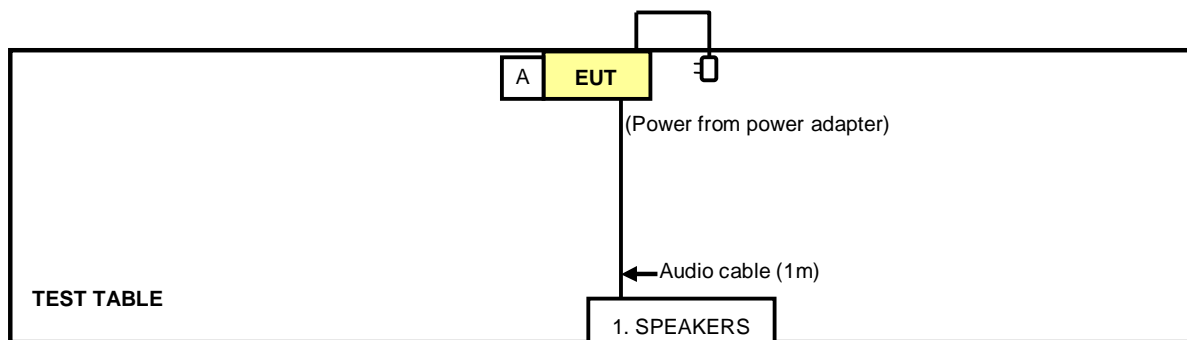 A
EUT
(Power from power adapter)
Audio cable (1m)
TEST TABLE
1. SPEAKERS